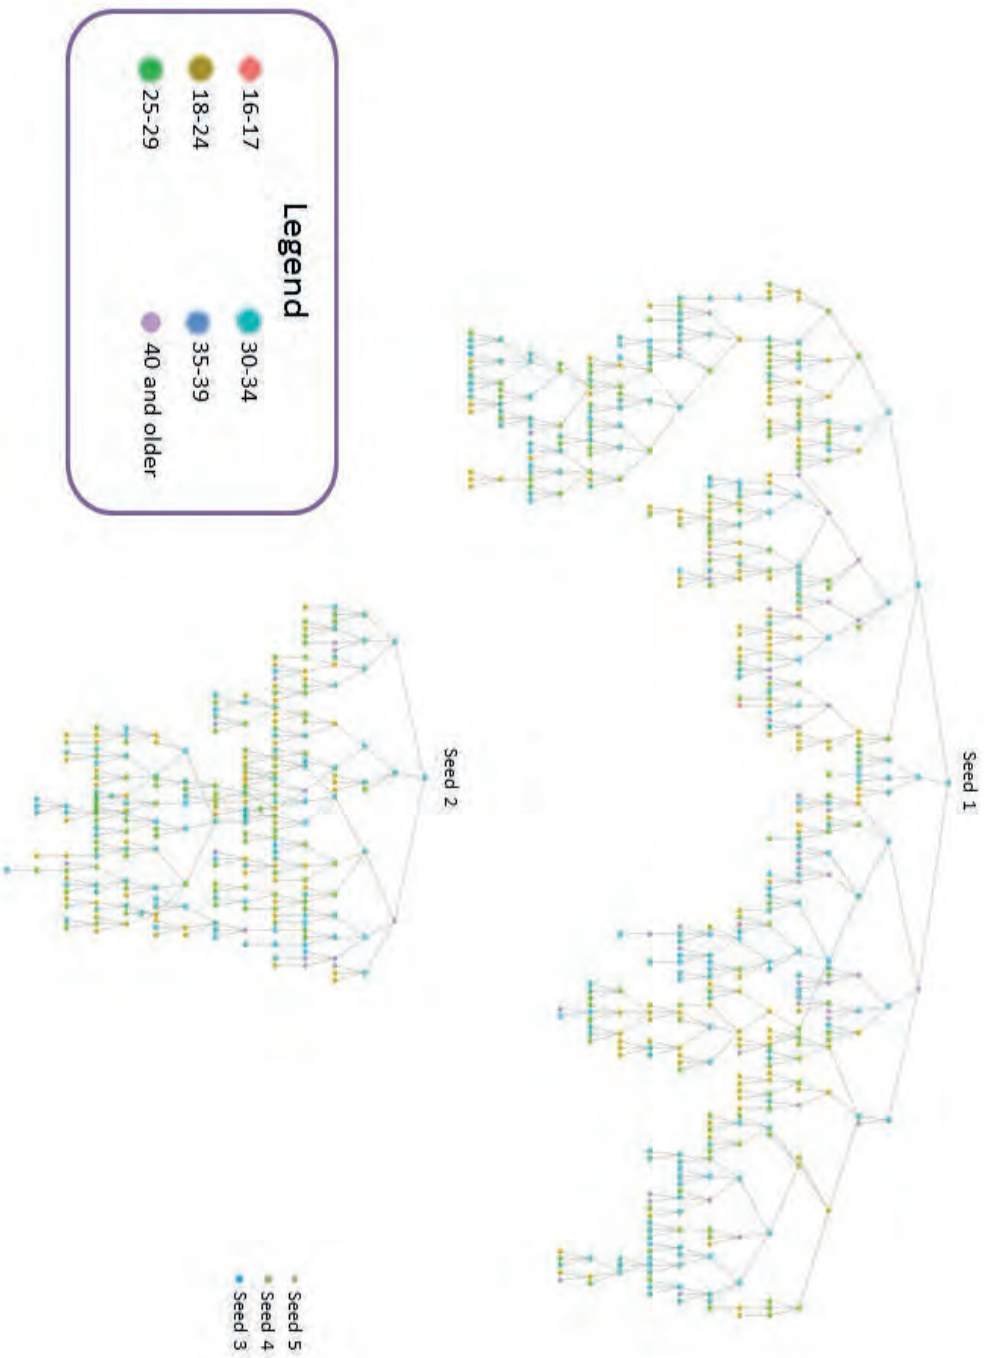 Seed 1
Seed 2
Seed 5
Seed 4
Seed 3
Legend
16-17
30-34
18-24
35-39
25-29
40 and older